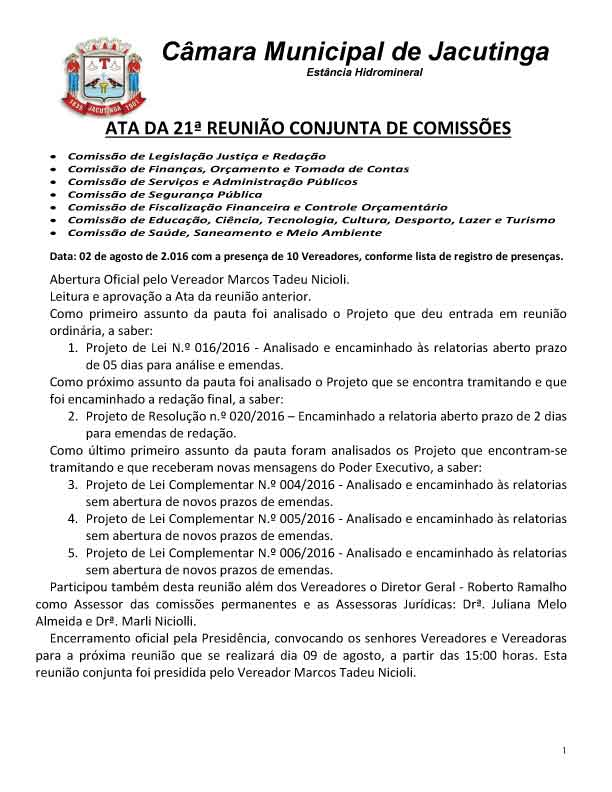 Câmara Municipal de Jacutinga
Estância Hidromineral
1835 JACUTINGA 1901
ATA DA 21ª REUNIÃO CONJUNTA DE COMISSÕES
• Comissão de Legislação Justiça e Redação
• Comissão de Finanças, Orçamento e Tomada de Contas
• Comissão de Serviços e Administração Públicos
• Comissão de Segurança Pública
• Comissão de Fiscalização Financeira e Controle Orçamentário
• Comissão de Educação, Ciência, Tecnologia, Cultura, Desporto, Lazer e Turismo
• Comissão de Saúde, Saneamento e Meio Ambiente
Data: 02 de agosto de 2.016 com a presença de 10 Vereadores, conforme lista de registro de presenças.
Abertura Oficial pelo Vereador Marcos Tadeu Nicioli.
Leitura e aprovação a Ata da reunião anterior.
Como primeiro assunto da pauta foi analisado o Projeto que deu entrada em reunião
ordinária, a saber:
1. Projeto de Lei N.º 016/2016 - Analisado e encaminhado às relatorias aberto prazo
de 05 dias para análise e emendas.
Como próximo assunto da pauta foi analisado o Projeto que se encontra tramitando e que
foi encaminhado a redação final, a saber:
2. Projeto de Resolução n.º 020/2016 – Encaminhado a relatoria aberto prazo de 2 dias
para emendas de redação.
Como último primeiro assunto da pauta foram analisados os Projeto que encontram-se
tramitando e que receberam novas mensagens do Poder Executivo, a saber:
3. Projeto de Lei Complementar N.º 004/2016 - Analisado e encaminhado às relatorias
sem abertura de novos prazos de emendas.
4. Projeto de Lei Complementar N.º 005/2016 - Analisado e encaminhado às relatorias
sem abertura de novos prazos de emendas.
5. Projeto de Lei Complementar N.º 006/2016 - Analisado e encaminhado às relatorias
sem abertura de novos prazos de emendas.
Participou também desta reunião além dos Vereadores o Diretor Geral - Roberto Ramalho
como Assessor das comissões permanentes e as Assessoras Jurídicas: Drª. Juliana Melo
Almeida e Drª. Marli Niciolli.
Encerramento oficial pela Presidência, convocando os senhores Vereadores e Vereadoras
para a próxima reunião que se realizará dia 09 de agosto, a partir das 15:00 horas. Esta
reunião conjunta foi presidida pelo Vereador Marcos Tadeu Nicioli.
1